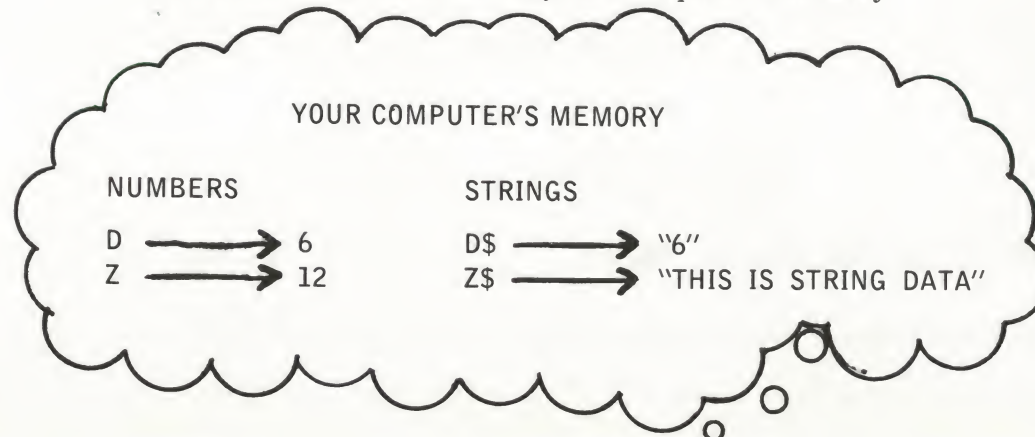 YOUR COMPUTER'S MEMORY
NUMBERS STRINGS
D 6 D$ "6"
Z 12 Z$ "THIS IS STRING DATA"